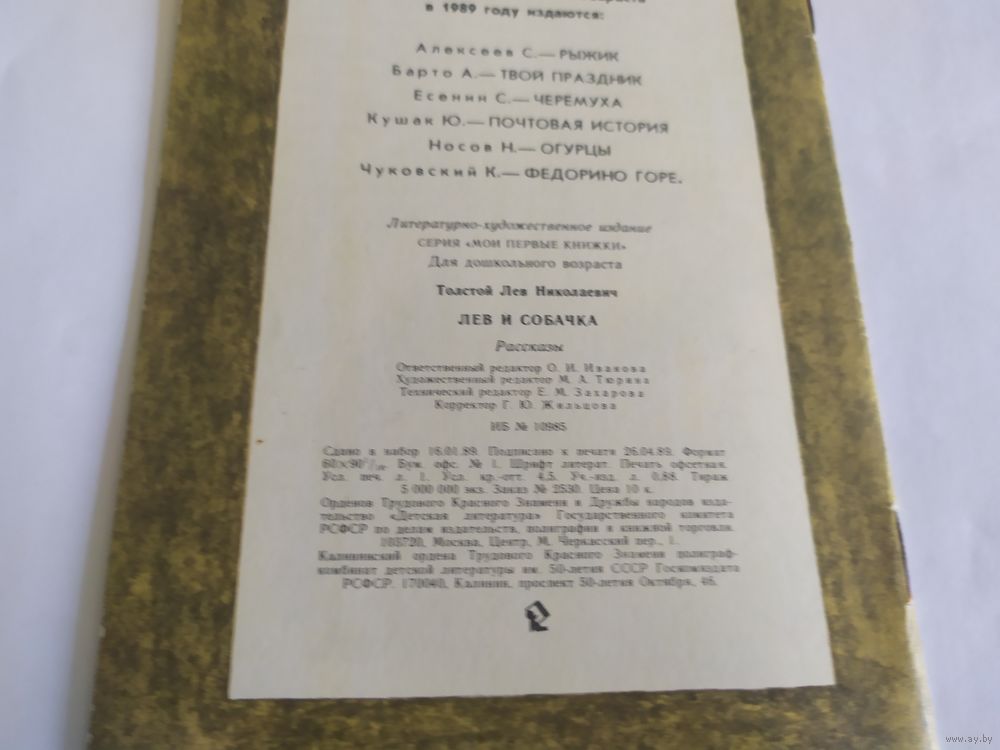 в 1989 году издаются:
Алексеев С.— РЫЖИК
Барто А.— ТВОЙ ПРАЗДНИК
Есенин С.— ЧЕРЕМУХА
Кушак Ю.— ПОЧТОВАЯ ИСТОРИЯ
Носов Н.— ОГУРЦЫ
Чуковский К.— ФЕДОРИНО ГОРЕ.
Литературно-художественное издание
СЕРИЯ «МОИ ПЕРВЫЕ КНИЖКИ»
Для дошкольного возраста
Толстой Лев Николаевич
ЛЕВ И СОБАЧКА
Рассказы
Ответственный редактор О. И. Иванова
Художественный редактор М. А. Тюрина
Технический редактор Е. М. Захарова
Корректор Г. Ю. Жильцова
ИБ № 10985
Сдано в набор 16.01.89. Подписано к печати 26.04.89. Формат
60×90¹/₁₆. Бум. офс. № 1. Шрифт литерат. Печать офсетная.
Усл. печ. л. 1. Усл. кр.-отт. 4,5. Уч.-изд. л. 0,88. Тираж
5 000 000 экз. Заказ № 2530. Цена 10 к.
Орденов Трудового Красного Знамени и Дружбы народов изда-
тельство «Детская литература» Государственного комитета
РСФСР по делам издательств, полиграфии и книжной торговли.
103720, Москва, Центр, М. Черкасский пер., 1.
Калининский ордена Трудового Красного Знамени полиграф-
комбинат детской литературы им. 50-летия СССР Госкомиздата
РСФСР. 170040, Калинин, проспект 50-летия Октября, 46.
www.ay.by